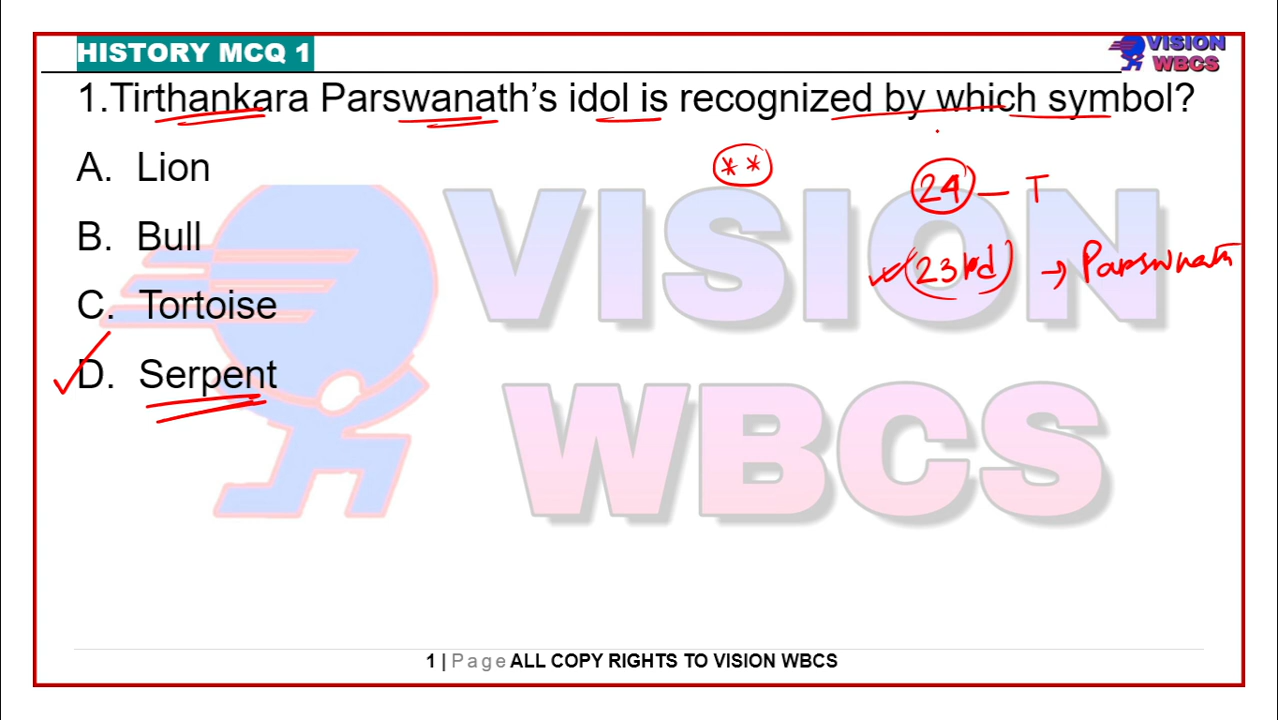 HISTORY MCQ 1
VISION
WBCS
1.Tirthankara Parswanath's idol is recognized by which symbol?
A. Lion
B. Bull
C. Tortoise
D. Serpent
**
24 – T
(23rd) → Parswnath
VISION
WBCS
1 | Page ALL COPY RIGHTS TO VISION WBCS